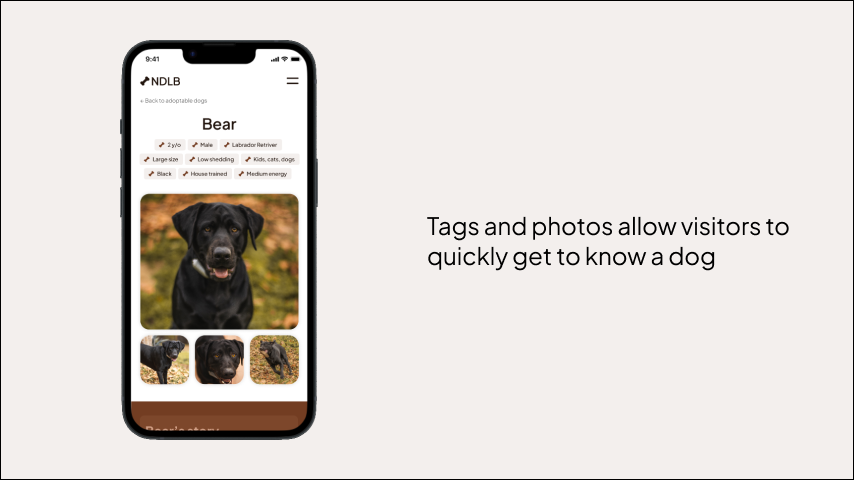 9:41
NDLB
< Back to adoptable dogs
Bear
2 y/o Male Labrador Retriver
Large size Low shedding Kids, cats, dogs
Black House trained Medium energy
Bear's story
Tags and photos allow visitors to
quickly get to know a dog